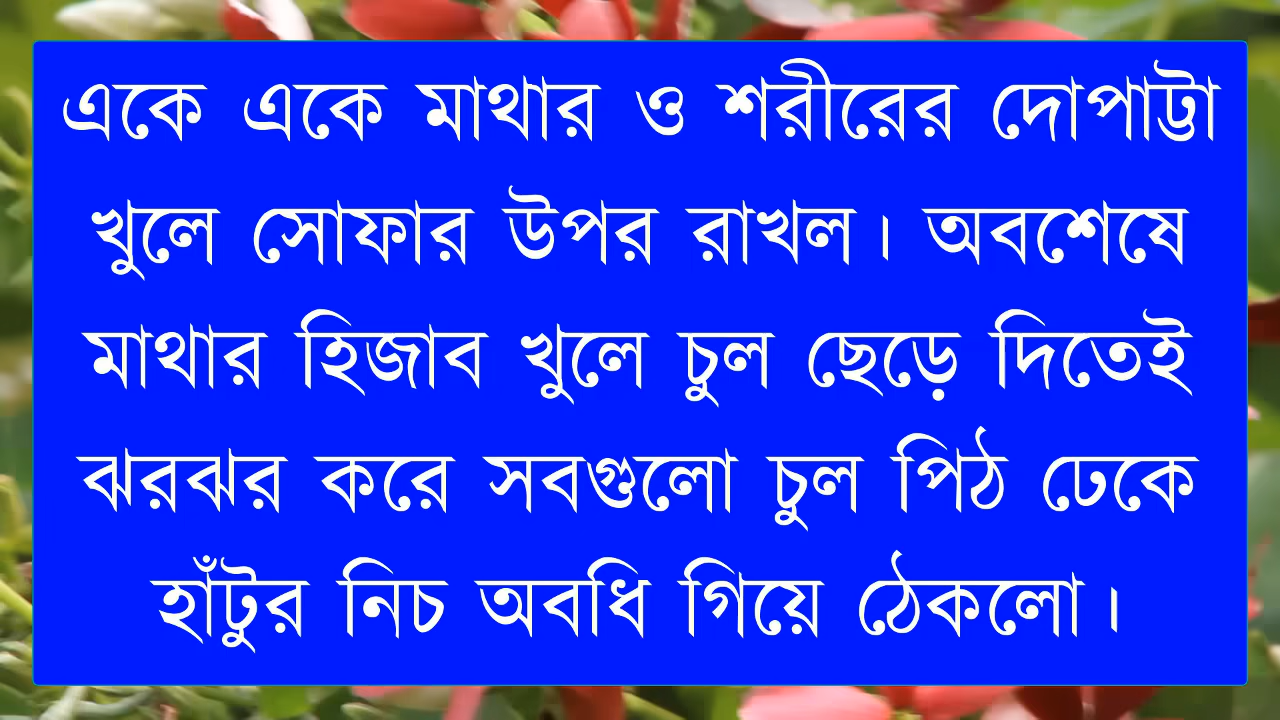 একে একে মাথার ও শরীরের দোপাট্টা
খুলে সোফার উপর রাখল। অবশেষে
মাথার হিজাব খুলে চুল ছেড়ে দিতেই
ঝরঝর করে সবগুলো চুল পিঠ ঢেকে
হাঁটুর নিচ অবধি গিয়ে ঠেকলো।